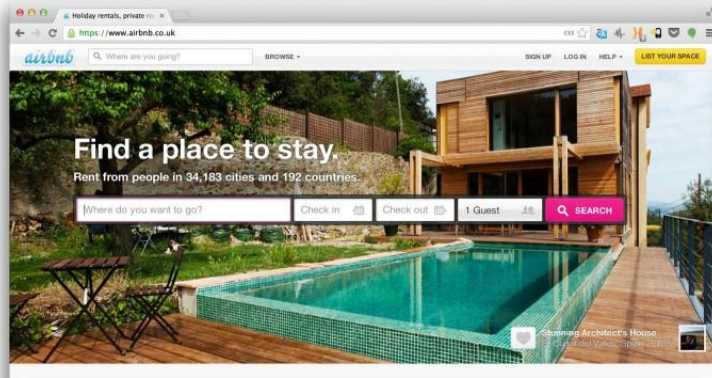 Holiday rentals, private ro
https://www.airbnb.co.uk
airbnb
Where are you going?
BROWSE
SIGN UP
LOG IN
HELP
LIST YOUR SPACE
Find a place to stay.
Rent from people in 34,183 cities and 192 countries.
Where do you want to go?
Check in
Check out
1 Guest
SEARCH
Stunning Architect's House